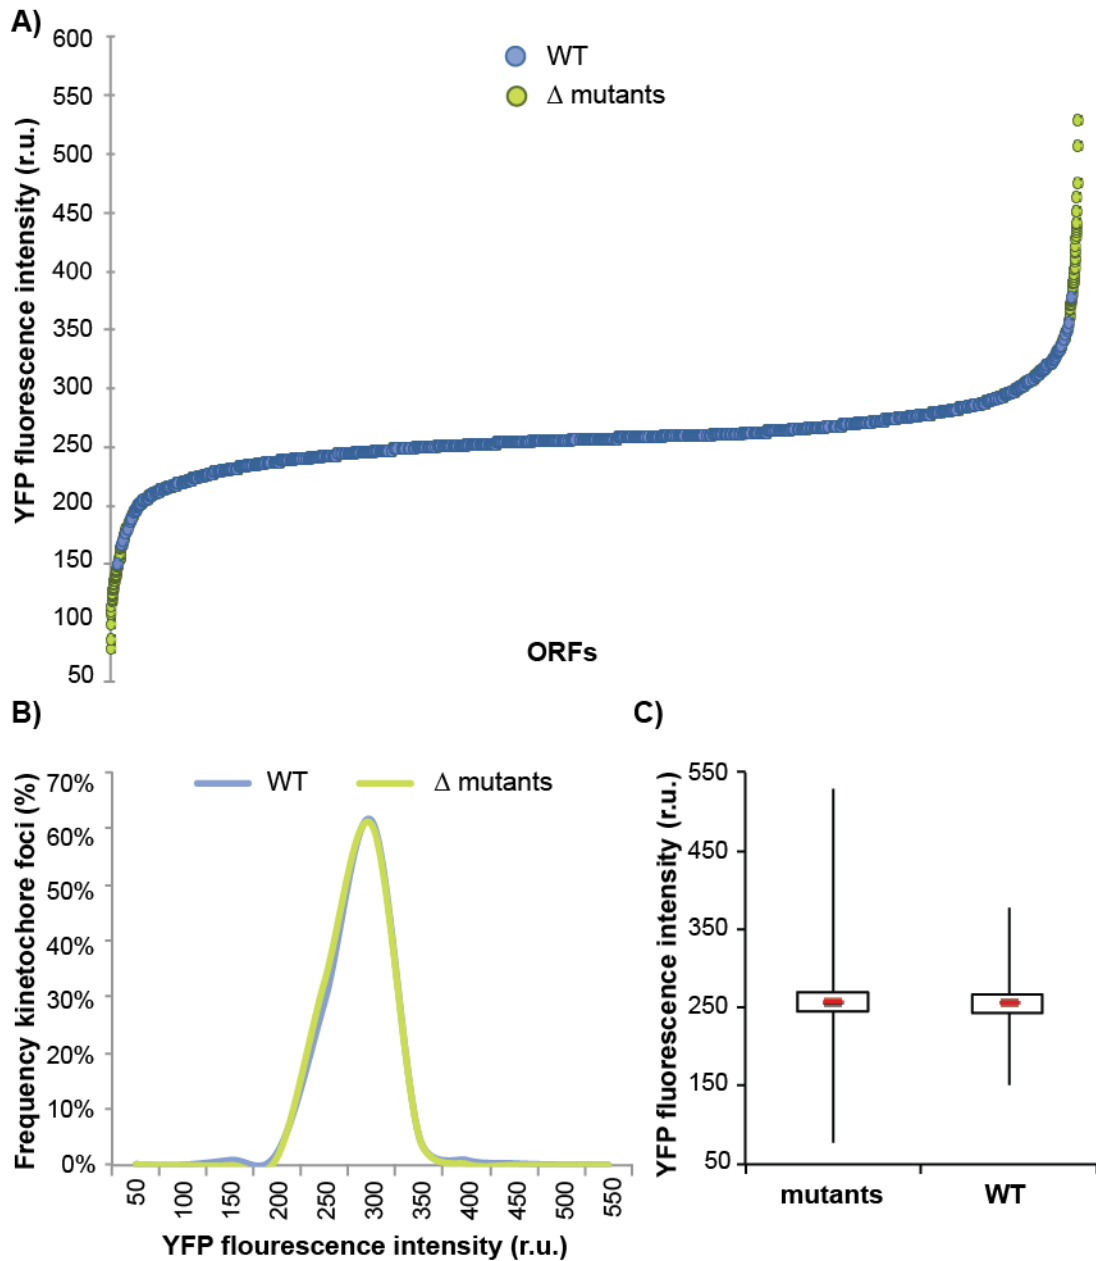 A)
YFP fluorescence intensity (r.u.)
600
550
500
450
400
350
300
250
200
150
100
50
WT
Δ mutants
ORFs
B)
Frequency kinetochore foci (%)
70%
60%
50%
40%
30%
20%
10%
0%
WT
Δ mutants
50 100 150 200 250 300 350 400 450 500 550
YFP flourescence intensity (r.u.)
C)
YFP fluorescence intensity (r.u.)
550
450
350
250
150
50
mutants WT